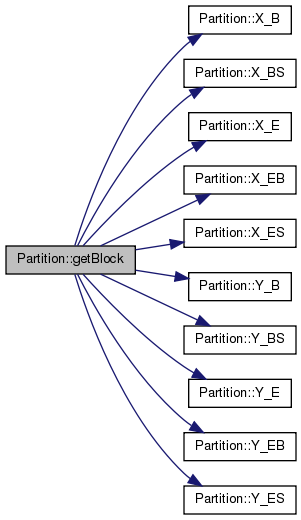 Partition::X_B
Partition::X_BS
Partition::X_E
Partition::X_EB
Partition::X_ES
Partition::getBlock
Partition::Y_B
Partition::Y_BS
Partition::Y_E
Partition::Y_EB
Partition::Y_ES